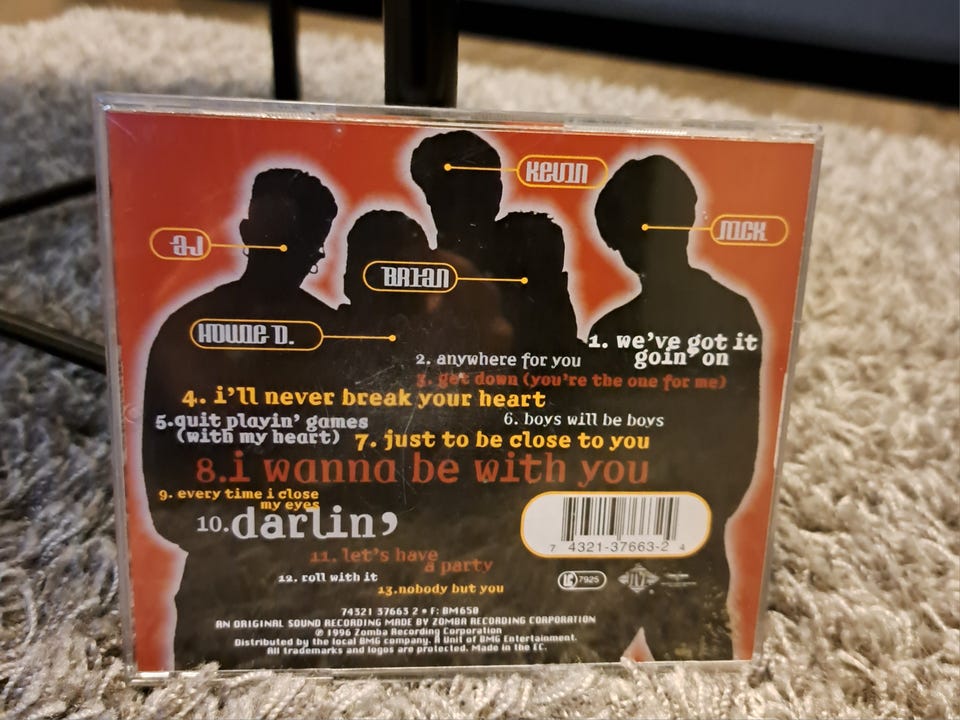 Kevin
AJ
Nick
Brian
Howie D.
1. we've got it
goin' on
2. anywhere for you
3. get down (you're the one for me)
4. i'll never break your heart
5.quit playin' games
(with my heart)
6. boys will be boys
7. just to be close to you
8.i wanna be with you
9. every time i close
my eyes
10.darlin'
11. let's have
a party
12. roll with it
13.nobody but you
7 4321-37663-2 4
LC 7925
JIVE
74321 37663 2 • F: BM650
AN ORIGINAL SOUND RECORDING MADE BY ZOMBA RECORDING CORPORATION
℗ 1996 Zomba Recording Corporation
Distributed by the local BMG company. A Unit of BMG Entertainment.
All trademarks and logos are protected. Made in the EC.